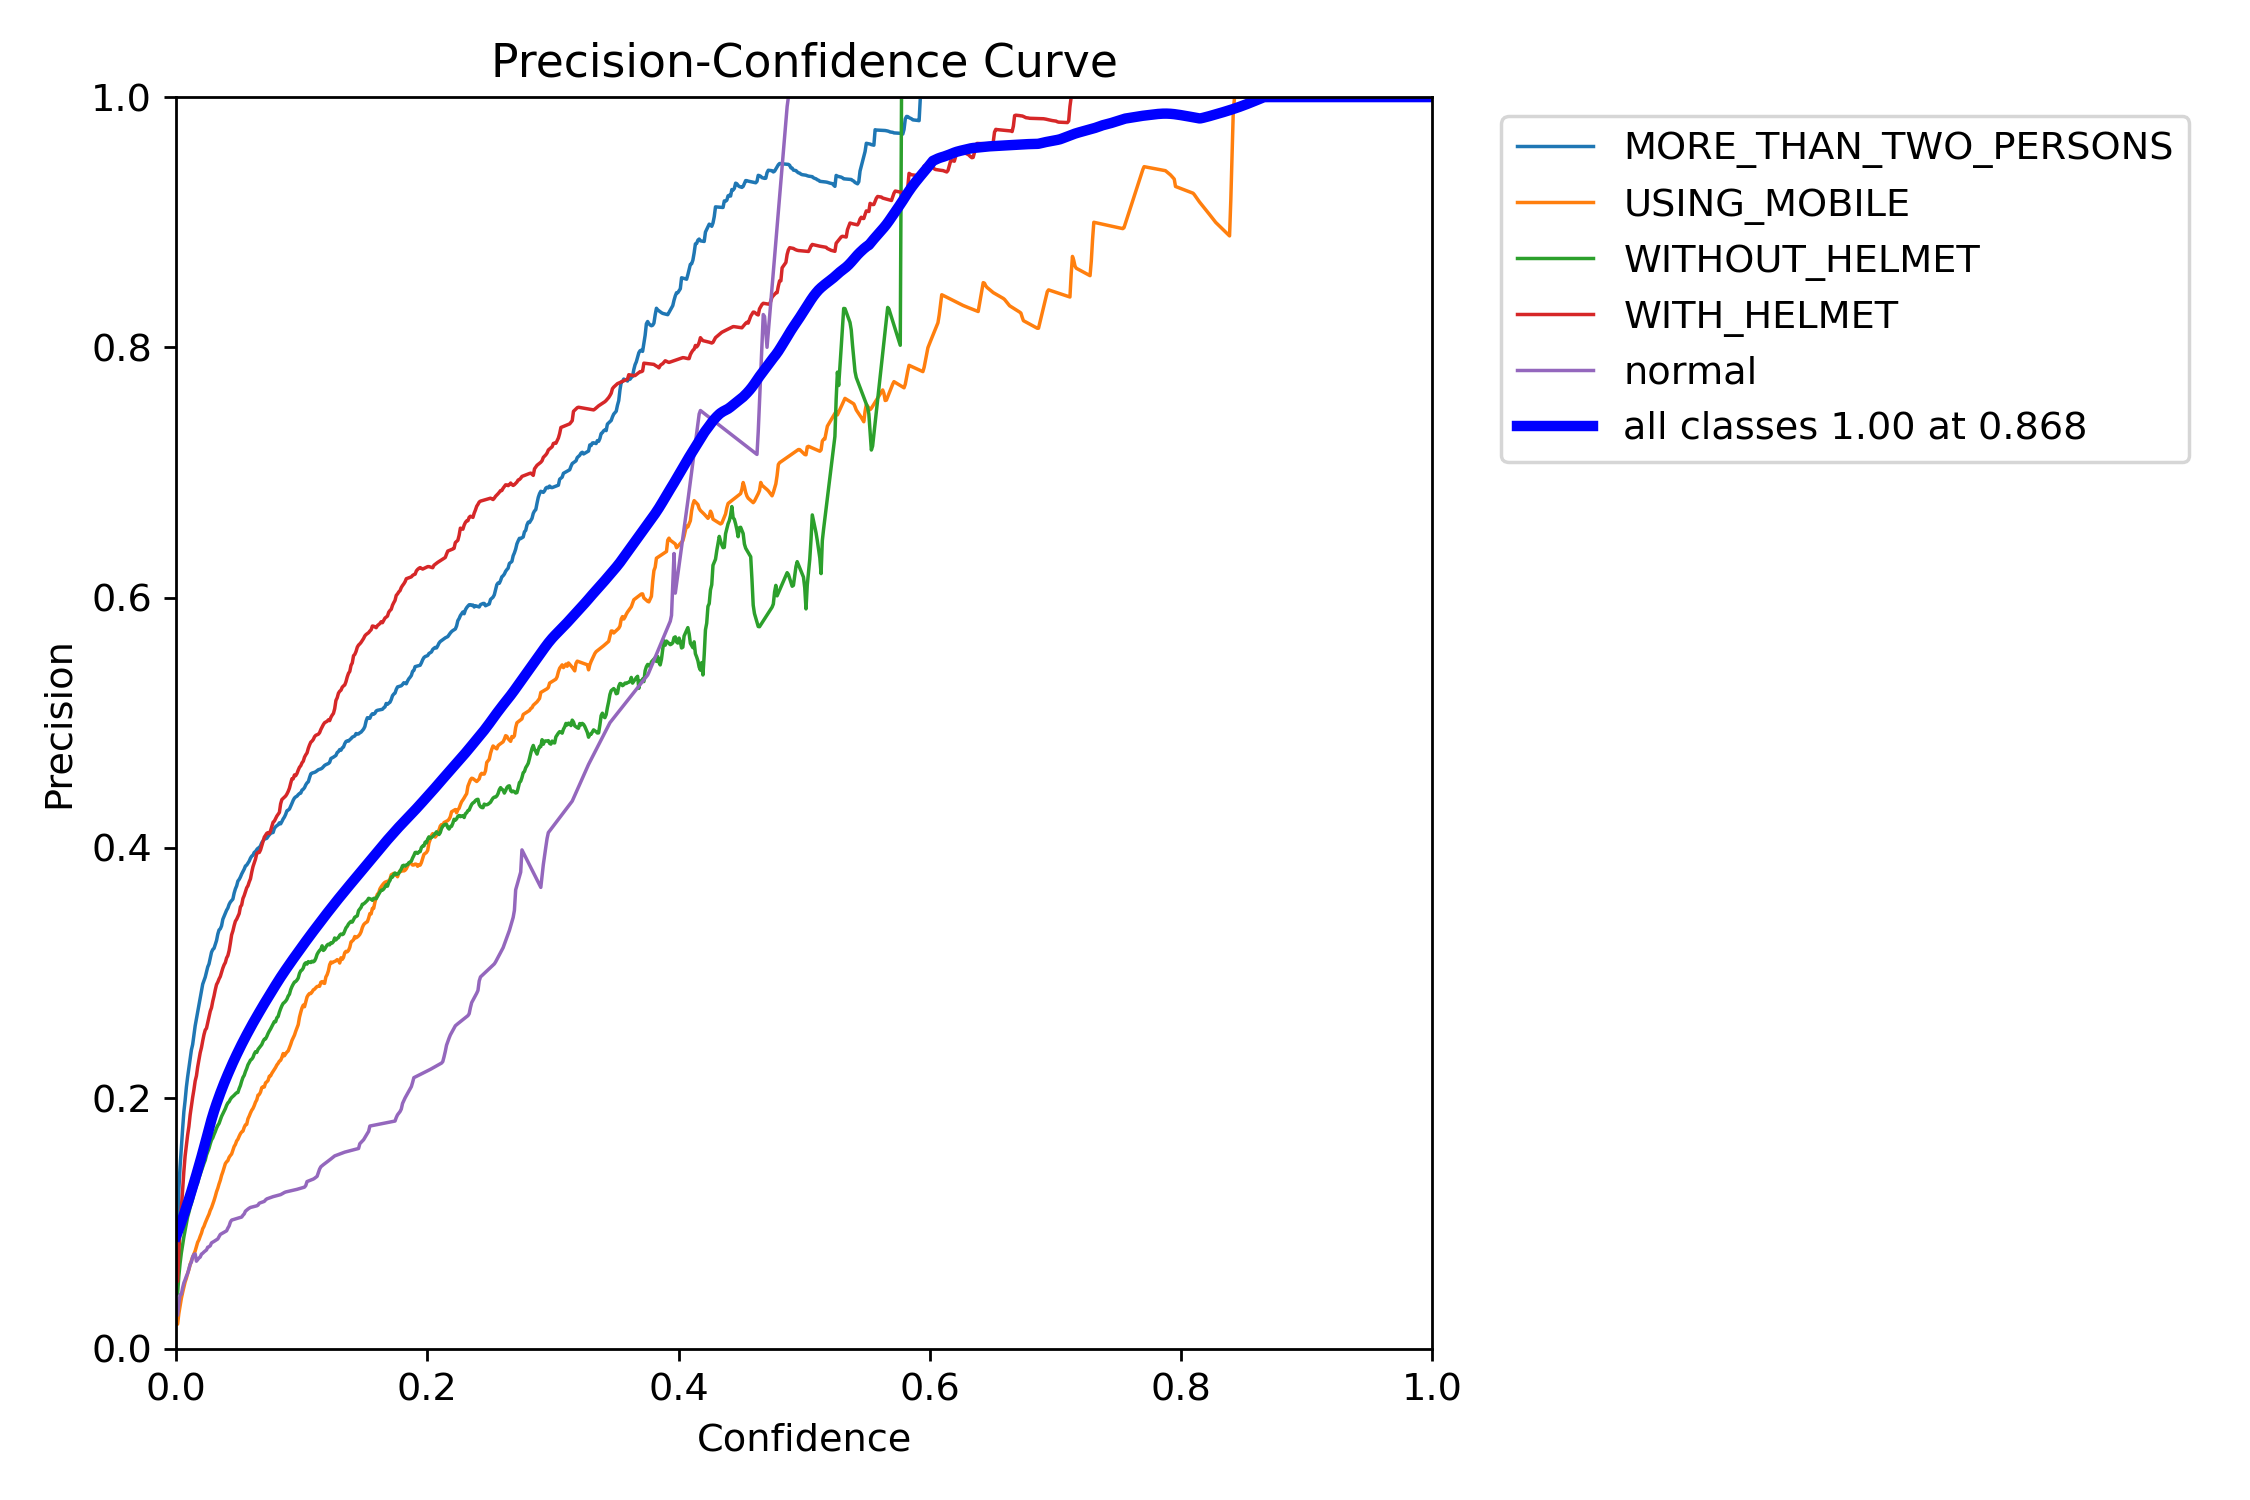 Precision-Confidence Curve
1.0
0.8
0.6
0.4
0.2
0.0
Precision
0.0 0.2 0.4 0.6 0.8 1.0
Confidence
MORE_THAN_TWO_PERSONS
USING_MOBILE
WITHOUT_HELMET
WITH_HELMET
normal
all classes 1.00 at 0.868